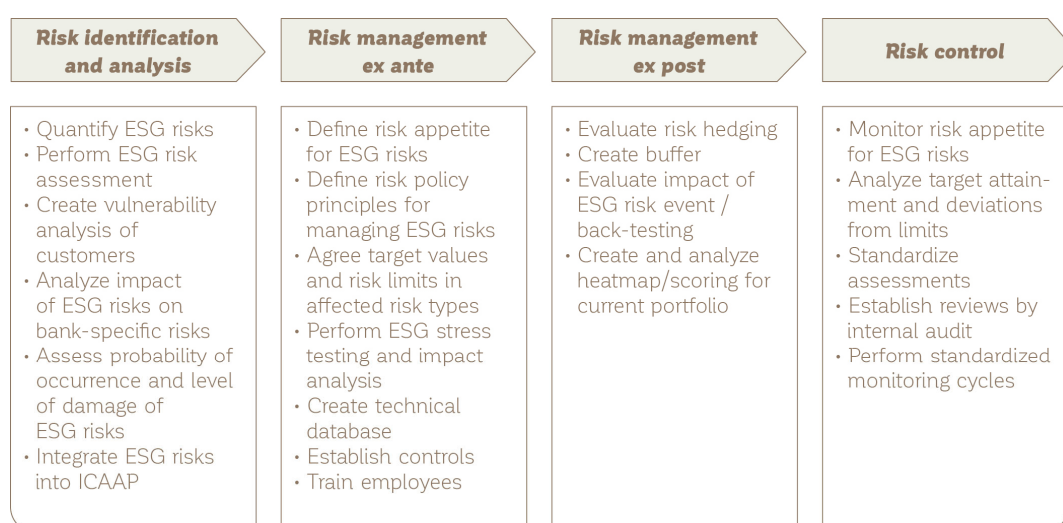 Risk identification
and analysis
• Quantify ESG risks
• Perform ESG risk
assessment
• Create vulnerability
analysis of
customers
• Analyze impact
of ESG risks on
bank-specific risks
• Assess probability of
occurrence and level
of damage of
ESG risks
• Integrate ESG risks
into ICAAP
Risk management
ex ante
• Define risk appetite
for ESG risks
• Define risk policy
principles for
managing ESG risks
• Agree target values
and risk limits in
affected risk types
• Perform ESG stress
testing and impact
analysis
• Create technical
database
• Establish controls
• Train employees
Risk management
ex post
• Evaluate risk hedging
• Create buffer
• Evaluate impact of
ESG risk event /
back-testing
• Create and analyze
heatmap/scoring for
current portfolio
Risk control
• Monitor risk appetite
for ESG risks
• Analyze target attain-
ment and deviations
from limits
• Standardize
assessments
• Establish reviews by
internal audit
• Perform standardized
monitoring cycles